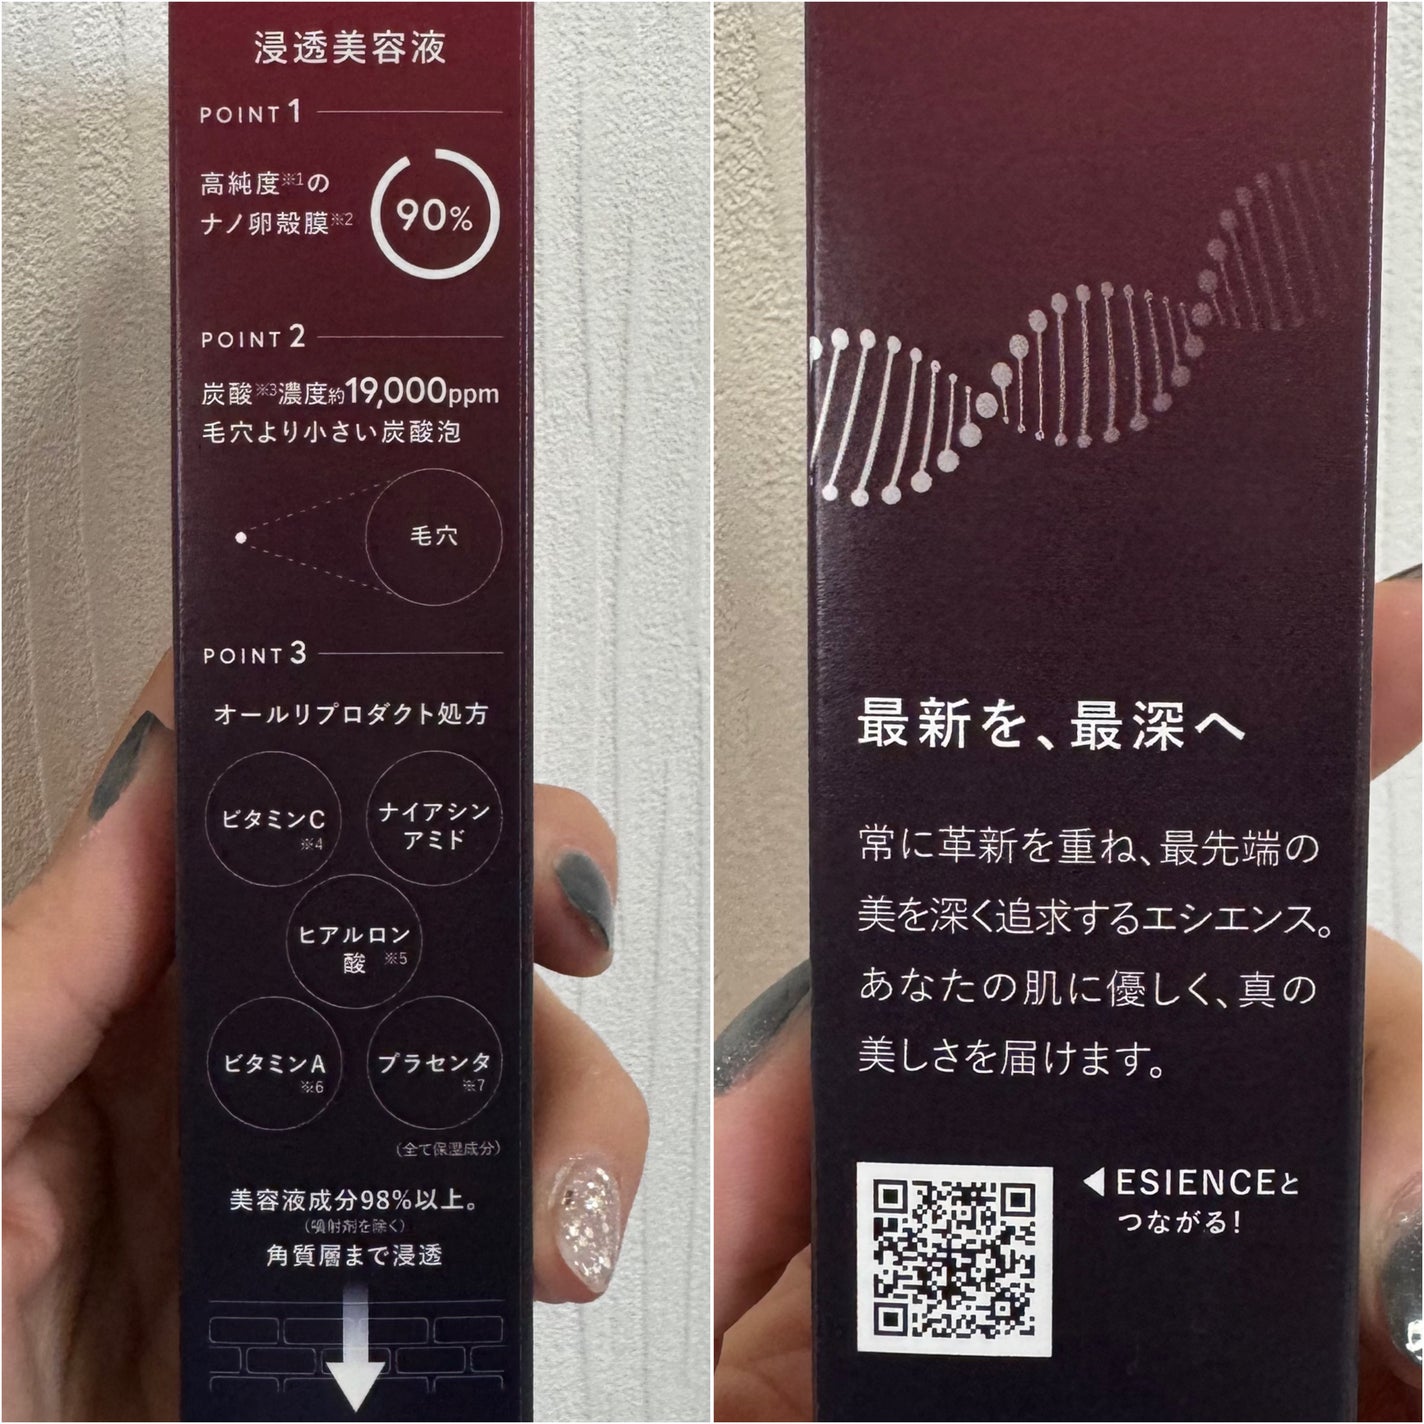 浸透美容液
POINT 1
高純度※1の
ナノ卵殻膜※2
90%
POINT 2
炭酸※3濃度約19,000ppm
毛穴より小さい炭酸泡
毛穴
POINT 3
オールリプロダクト処方
ビタミンC
※4
ナイアシン
アミド
ヒアルロン
酸 ※5
ビタミンA
※6
プラセンタ
※7
(全て保湿成分)
美容液成分98%以上。
(噴射剤を除く)
角質層まで浸透
最新を、最深へ
常に革新を重ね、最先端の
美を深く追求するエシエンス。
あなたの肌に優しく、真の
美しさを届けます。
◀ESIENCEと
つながる!